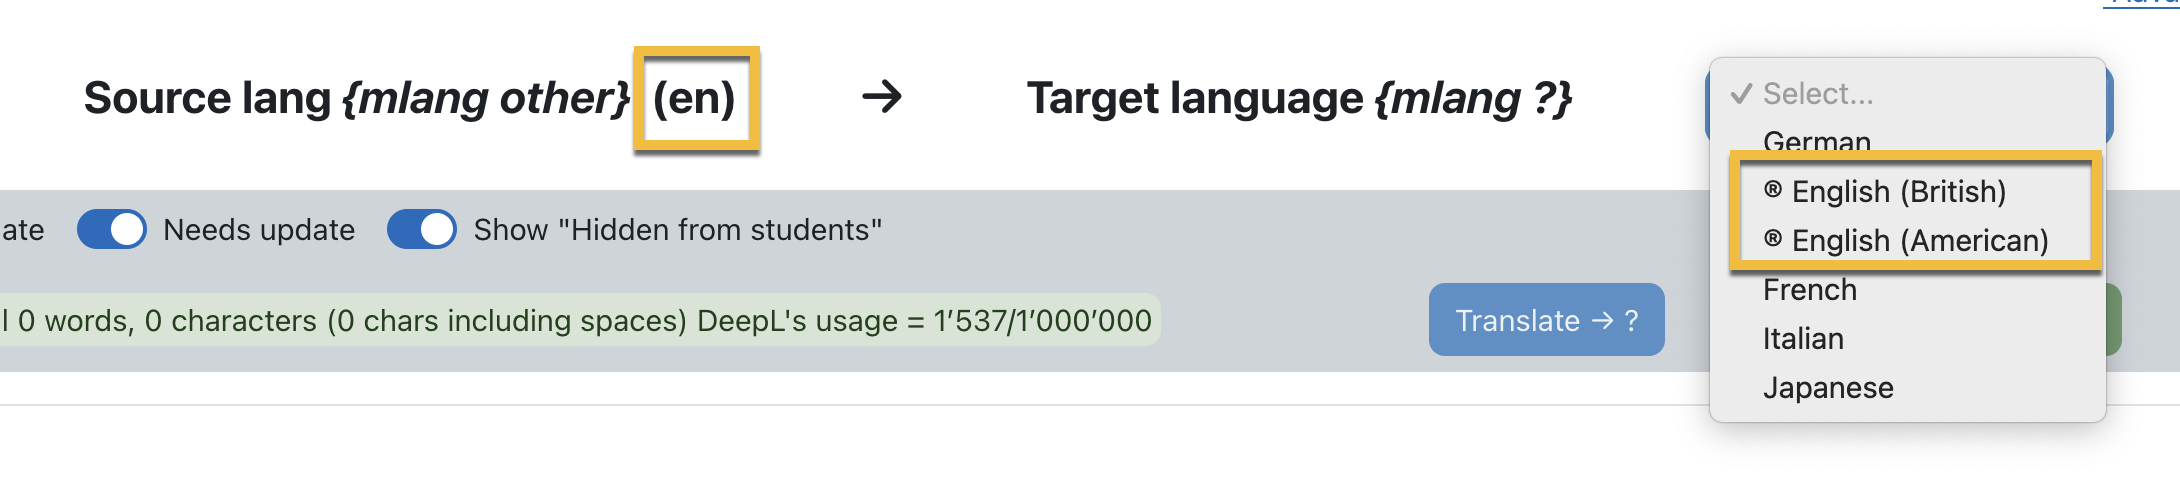 Source lang {mlang other} (en) → Target language {mlang ?}
✓ Select...
German
® English (British)
® English (American)
French
Italian
Japanese
ate Needs update Show "Hidden from students"
l 0 words, 0 characters (0 chars including spaces) DeepL's usage = 1'537/1'000'000
Translate → ?